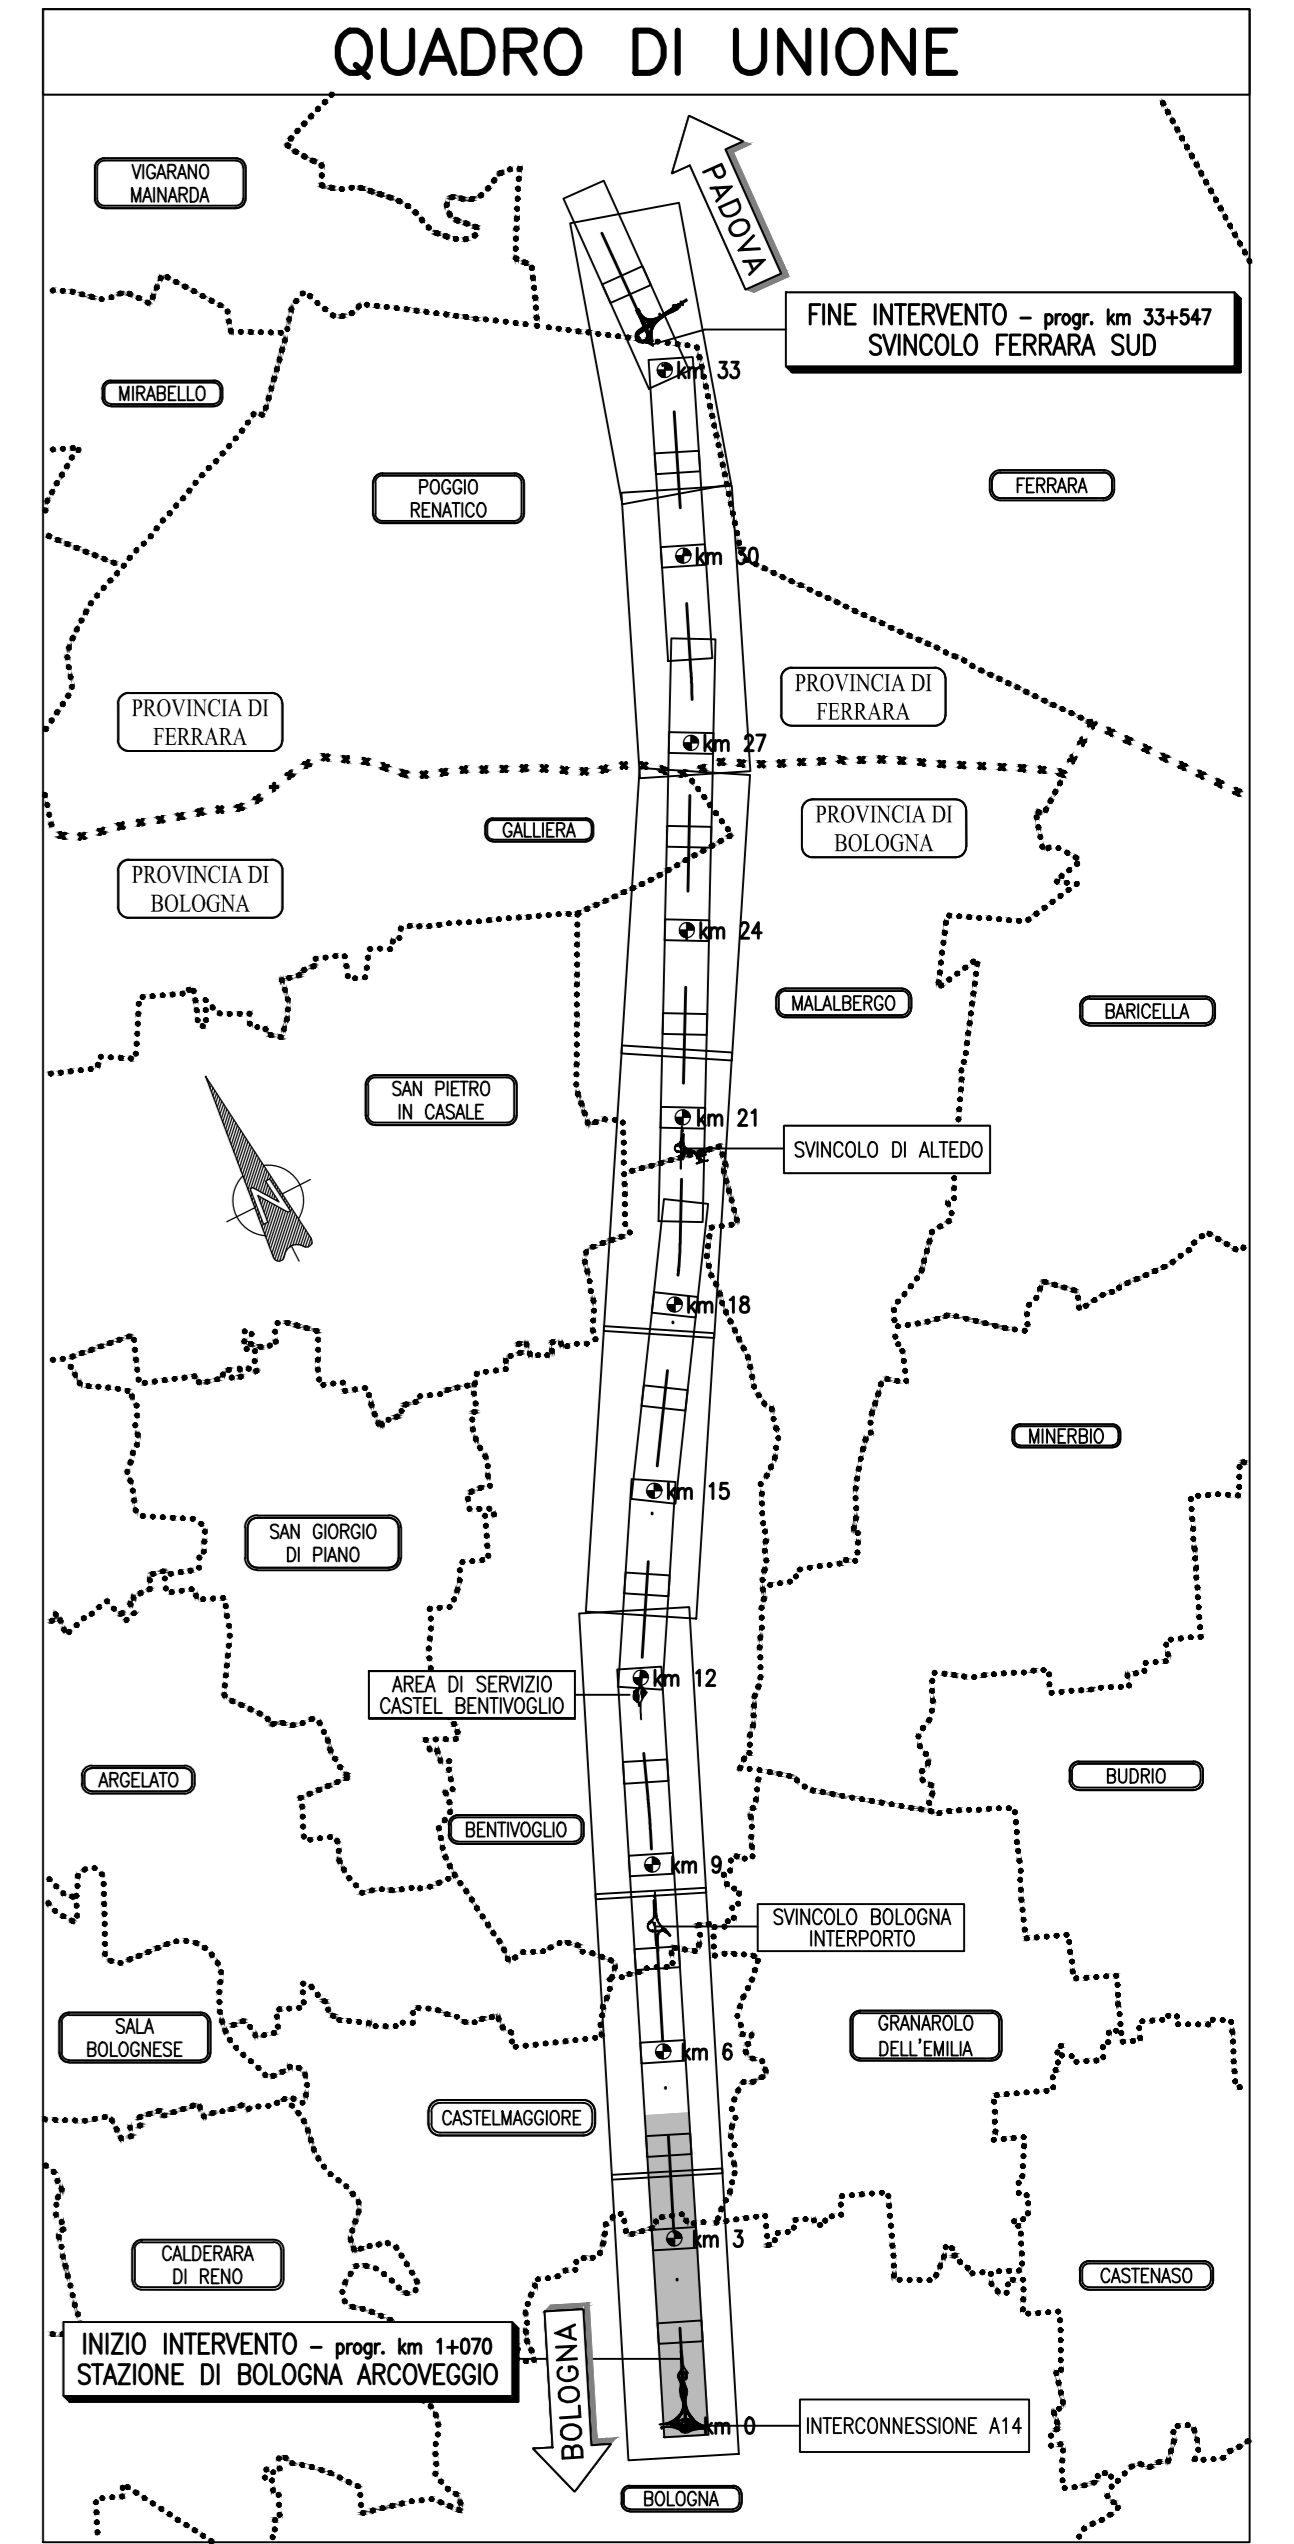 QUADRO DI UNIONE
VIGARANO
MAINARDA
PADOVA
FINE INTERVENTO – progr. km 33+547
SVINCOLO FERRARA SUD
km 33
MIRABELLO
POGGIO
RENATICO
FERRARA
km 30
PROVINCIA DI
FERRARA
PROVINCIA DI
FERRARA
km 27
GALLIERA
PROVINCIA DI
BOLOGNA
PROVINCIA DI
BOLOGNA
km 24
MALALBERGO
BARICELLA
SAN PIETRO
IN CASALE
km 21
SVINCOLO DI ALTEDO
N
km 18
MINERBIO
km 15
SAN GIORGIO
DI PIANO
AREA DI SERVIZIO
CASTEL BENTIVOGLIO
km 12
ARGELATO
BUDRIO
BENTIVOGLIO
km 9
SVINCOLO BOLOGNA
INTERPORTO
SALA
BOLOGNESE
GRANAROLO
DELL'EMILIA
km 6
CASTELMAGGIORE
km 3
CALDERARA
DI RENO
CASTENASO
INIZIO INTERVENTO – progr. km 1+070
STAZIONE DI BOLOGNA ARCOVEGGIO
BOLOGNA
km 0
INTERCONNESSIONE A14
BOLOGNA